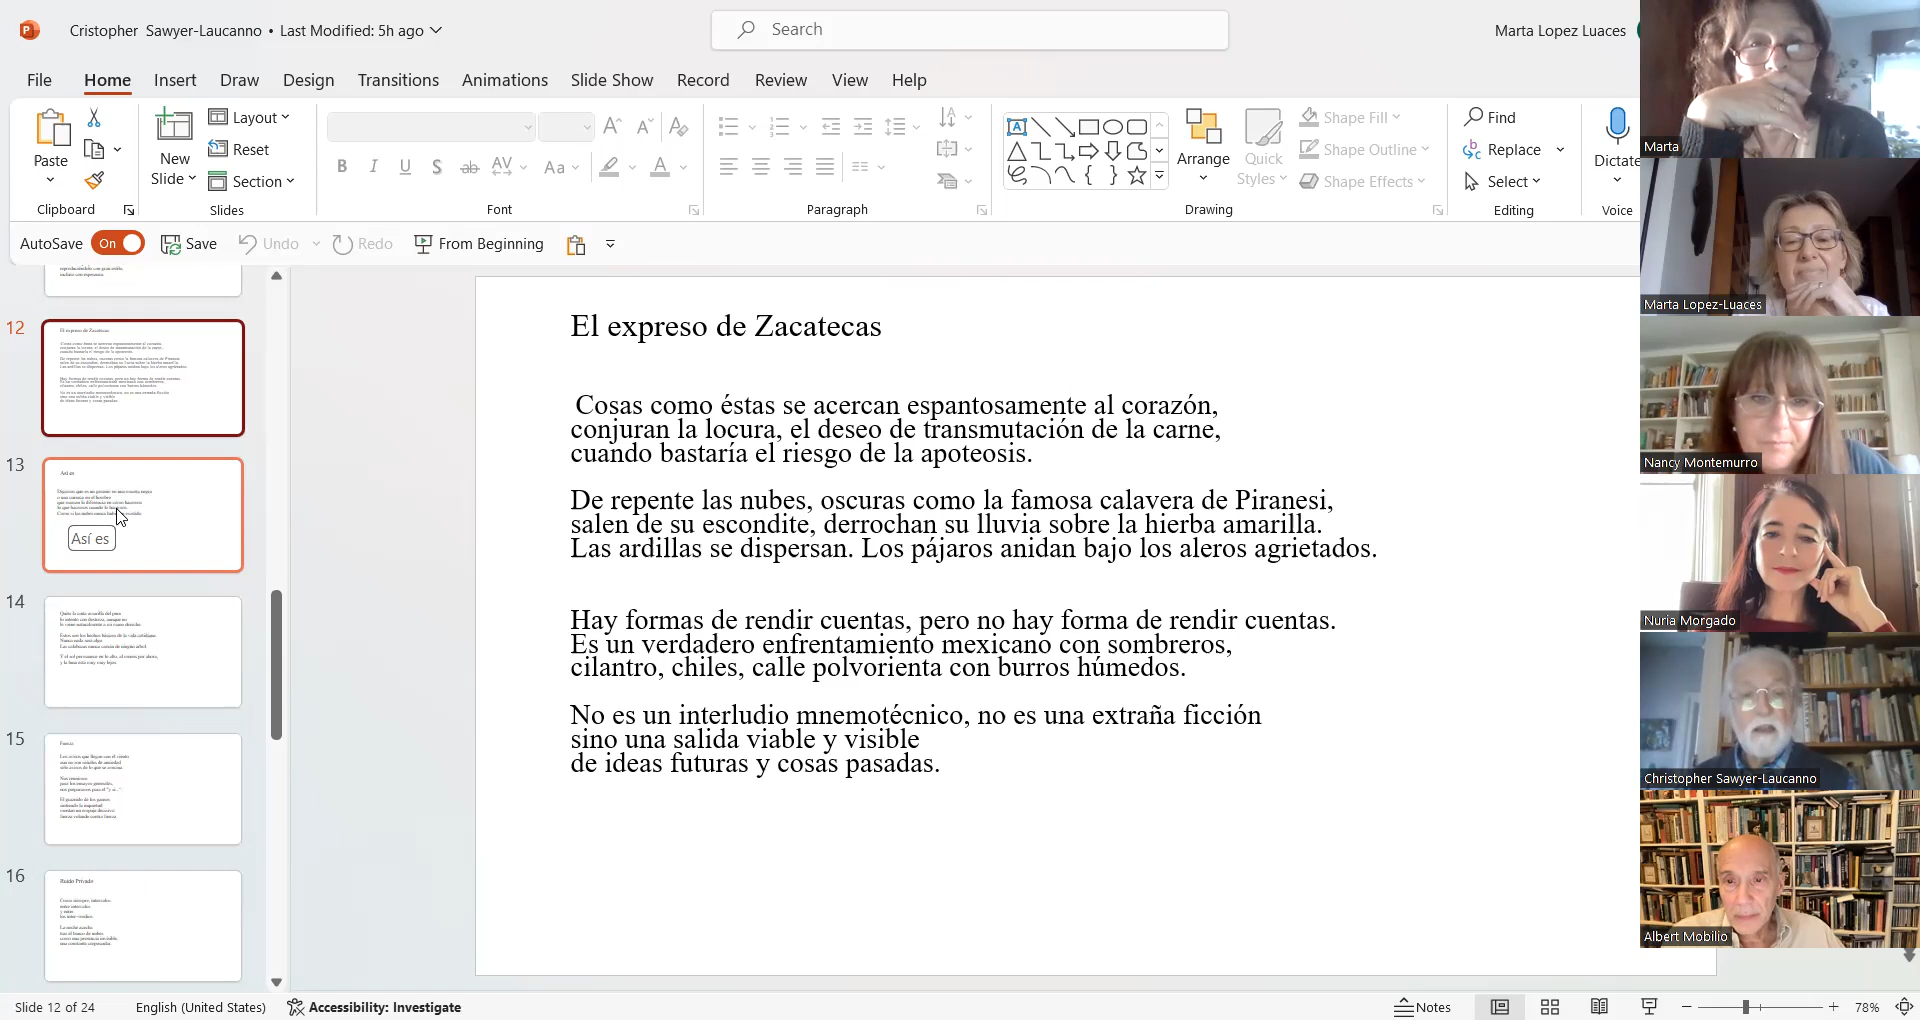 Cristopher Sawyer-Laucanno • Last Modified: 5h ago
Search
Marta Lopez Luaces
File Home Insert Draw Design Transitions Animations Slide Show Record Review View Help
Paste
Clipboard
New Slide
Layout
Reset
Section
Slides
Font
Paragraph
Arrange
Quick Styles
Shape Fill
Shape Outline
Shape Effects
Drawing
Find
Replace
Select
Editing
Dictate
Voice
AutoSave On Save Undo Redo From Beginning
12
El expreso de Zacatecas
13
Así es
Así es
14
15
16
Ruido Privado
El expreso de Zacatecas
Cosas como éstas se acercan espantosamente al corazón,
conjuran la locura, el deseo de transmutación de la carne,
cuando bastaría el riesgo de la apoteosis.
De repente las nubes, oscuras como la famosa calavera de Piranesi,
salen de su escondite, derrochan su lluvia sobre la hierba amarilla.
Las ardillas se dispersan. Los pájaros anidan bajo los aleros agrietados.
Hay formas de rendir cuentas, pero no hay forma de rendir cuentas.
Es un verdadero enfrentamiento mexicano con sombreros,
cilantro, chiles, calle polvorienta con burros húmedos.
No es un interludio mnemotécnico, no es una extraña ficción
sino una salida viable y visible
de ideas futuras y cosas pasadas.
Marta
Marta Lopez-Luaces
Nancy Montemurro
Nuria Morgado
Christopher Sawyer-Laucanno
Albert Mobilio
Slide 12 of 24 English (United States) Accessibility: Investigate Notes 78%